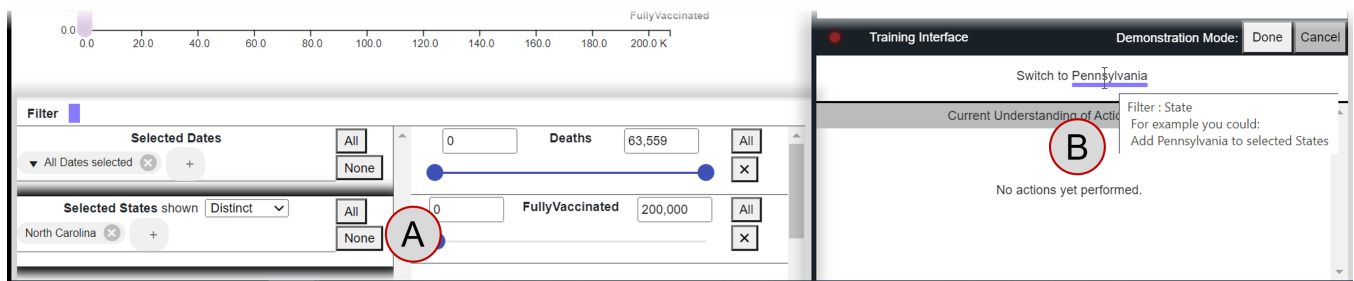 FullyVaccinated
0.0
0.0 20.0 40.0 60.0 80.0 100.0 120.0 140.0 160.0 180.0 200.0 K
Filter
Selected Dates
All
▼ All Dates selected
+
None
0
Deaths
63,559
All
✕
Selected States shown Distinct
All
North Carolina
+
None
0
FullyVaccinated
200,000
All
✕
A
Training Interface
Demonstration Mode:
Done
Cancel
Switch to Pennsylvania
Current Understanding of Actio
Filter : State
For example you could:
Add Pennsylvania to selected States
B
No actions yet performed.